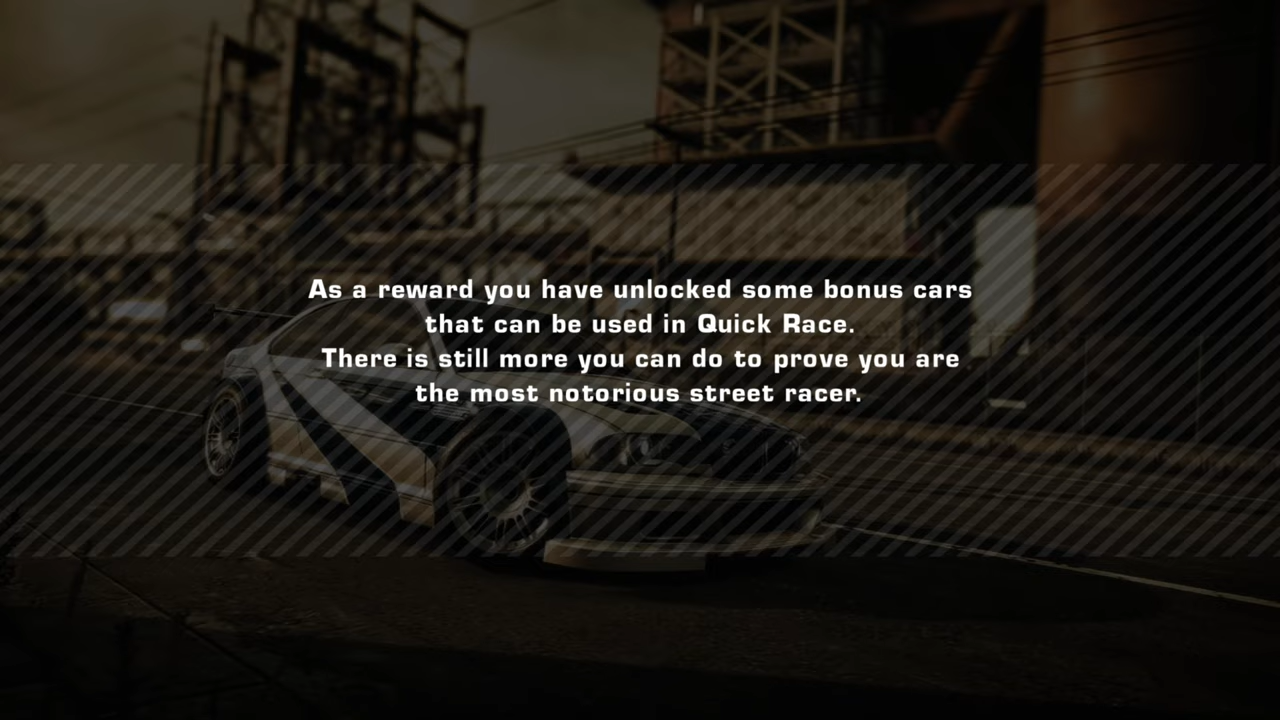 As a reward you have unlocked some bonus cars
that can be used in Quick Race.
There is still more you can do to prove you are
the most notorious street racer.